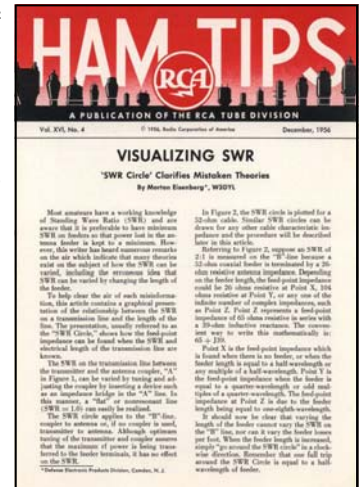 HAM TIPS
RCA
A PUBLICATION OF THE RCA TUBE DIVISION
Vol. XVI, No. 4 © 1956, Radio Corporation of America December, 1956
VISUALIZING SWR
'SWR Circle' Clarifies Mistaken Theories
By Morton Eisenberg*, W3DYL
Most amateurs have a working knowledge
of Standing Wave Ratio (SWR) and are
aware that it is preferable to have minimum
SWR on feeders so that power lost in the an-
tenna feeder is kept to a minimum. How-
ever, this writer has heard numerous remarks
on the air which indicate that many theories
exist on the subject of how the SWR can be
varied, including the erroneous idea that
SWR can be varied by changing the length of
the feeder.
To help clear the air of such misinforma-
tion, this article contains a graphical presen-
tation of the relationship between the SWR
on a transmission line and the length of the
line. The presentation, usually referred to as
the "SWR Circle," shows how the feed-point
impedance can be found when the SWR and
electrical length of the transmission line are
known.
The SWR on the transmission line between
the transmitter and the antenna coupler, "A"
in Figure 1, can be varied by tuning and ad-
justing the coupler by inserting a device such
as an impedance bridge in the "A" line. In
this manner, a "flat" or nonresonant line
(SWR = 1.0) can easily be realized.
The SWR circle applies to the "B" line,
coupler to antenna or, if no coupler is used,
transmitter to antenna. Although optimum
tuning of the transmitter and coupler assures
that the maximum rf power is being trans-
ferred to the feeder terminals, it has no effect
on the SWR.
*Defense Electronic Products Division, Camden, N. J.
In Figure 2, the SWR circle is plotted for a
52-ohm cable. Similar SWR circles can be
drawn for any other cable characteristic im-
pedance and the procedure will be described
later in this article.
Referring to Figure 2, suppose an SWR of
2:1 is measured on the "B" line because a
52-ohm coaxial feeder is terminated by a 26-
ohm resistive antenna impedance. Depending
on the feeder length, the feed-point impedance
could be 26 ohms resistive at Point X, 104
ohms resistive at Point Y, or any one of the
infinite number of complex impedances, such
as Point Z. Point Z represents a feed-point
impedance of 65 ohms resistive in series with
a 39-ohm inductive reactance. The conven-
ient way to write this mathematically is:
65 + J39.
Point X is the feed-point impedance which
is found when there is no feeder, or when the
feeder length is equal to a half-wavelength or
any multiple of a half-wavelength. Point Y is
the feed-point impedance when the feeder is
equal to a quarter-wavelength or odd mul-
tiples of a quarter-wavelength. The feed-point
impedance at Point Z is due to the feeder
length being equal to one-eighth-wavelength.
It should now be clear that varying the
length of the feeder cannot vary the SWR on
the "B" line, nor can it vary the feeder losses
per foot. When the feeder length is increased,
simply "go around the SWR circle" in a clock-
wise direction. Remember that one full trip
around the SWR Circle is equal to a half-
wavelength of feeder.